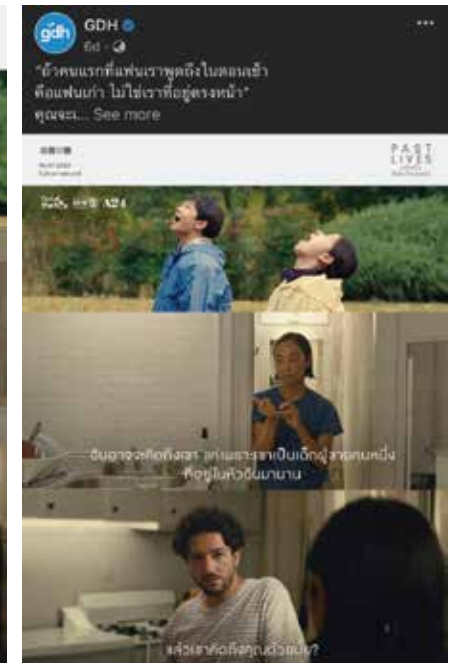 gdh
GDH
6d
"ถ้าคนแรกที่แฟนเราพูดถึงในตอนเช้า
คือแฟนเก่า ไม่ใช่เราที่อยู่ตรงหน้า"
คุณจะ... See more
PAST
LIVES
A24
ฉันอาจจะคิดถึงเขา แค่เพราะเขาเป็นเด็กผู้ชายคนหนึ่ง
ที่อยู่ในหัวฉันมานาน
แล้วเขาคิดถึงคุณด้วยมั้ย?